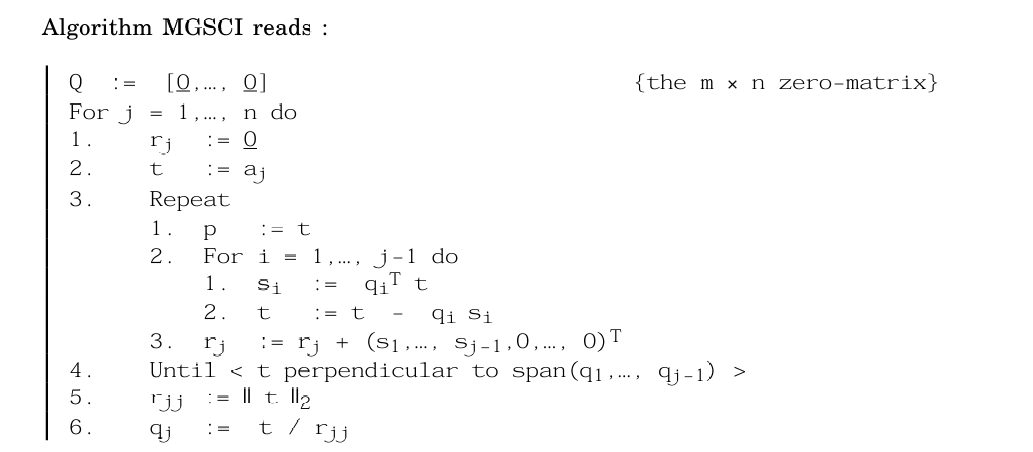 Algorithm MGSCI reads :
Q := [0,..., 0] {the m × n zero-matrix}
For j = 1,..., n do
1. rj := 0
2. t := aj
3. Repeat
1. p := t
2. For i = 1,..., j-1 do
1. si := qiT t
2. t := t - qi si
3. rj := rj + (s1,..., sj-1,0,..., 0)T
4. Until < t perpendicular to span(q1,..., qj-1) >
5. rjj := ‖ t ‖2
6. qj := t / rjj